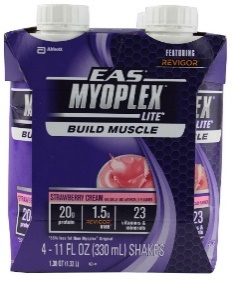 Abbott
FEATURING
REVIGOR
EAS
MYOPLEX
LITE
BUILD MUSCLE
STRAWBERRY CREAM
20g
protein
1.5g
REVIGOR
23
vitamins &
minerals
4 - 11 FL OZ (330 mL) SHAKES